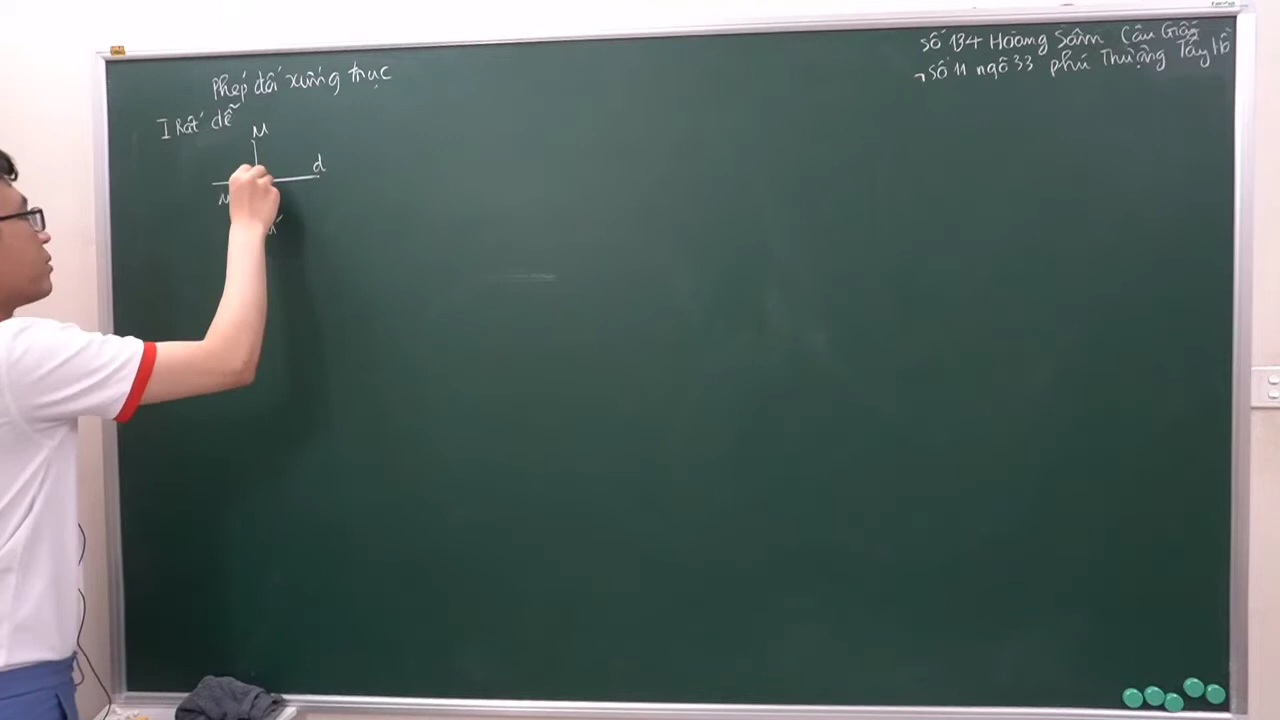 Phép đối xứng trục
I Rất dễ
M
d
số 134 Hoàng Sâm Cầu Giấy
, số 11 ngõ 33 phú Thượng Tây Hồ